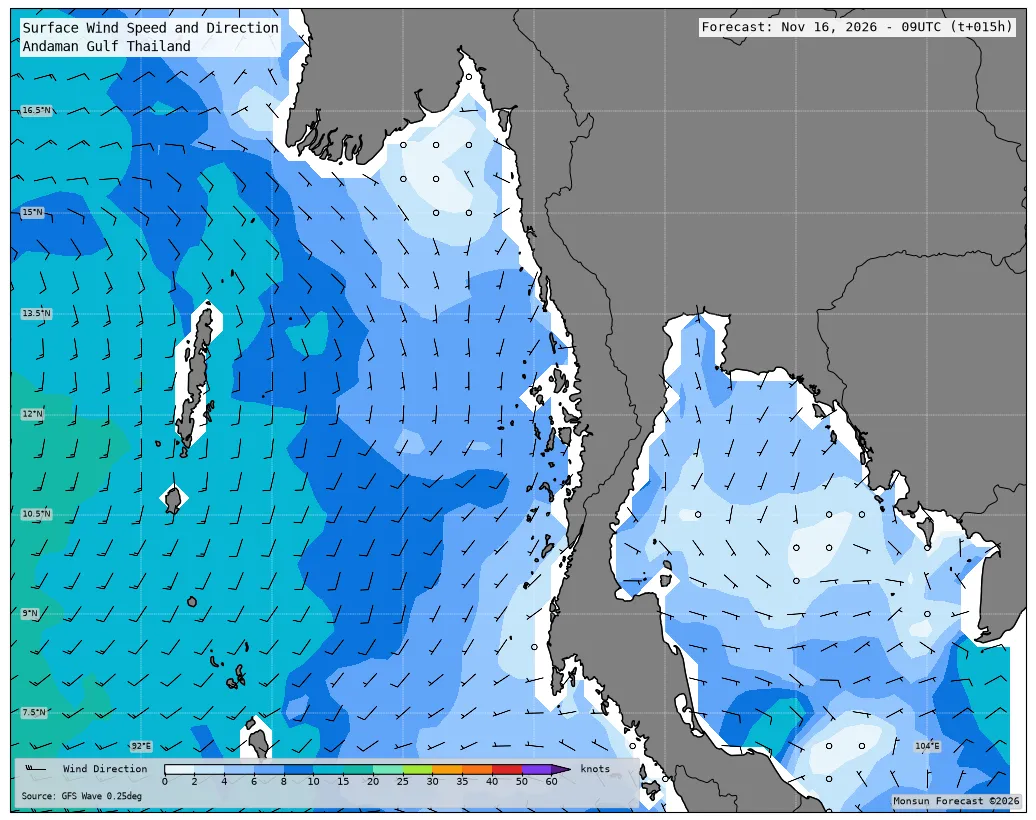 Surface Wind Speed and Direction
Andaman Gulf Thailand
Forecast: Nov 16, 2026 - 09UTC (t+015h)
16.5°N
15°N
13.5°N
12°N
10.5°N
9°N
7.5°N
92°E
104°E
Wind Direction
0 2 4 6 8 10 15 20 25 30 35 40 50 60 knots
Source: GFS Wave 0.25deg
Monsun Forecast ©2026